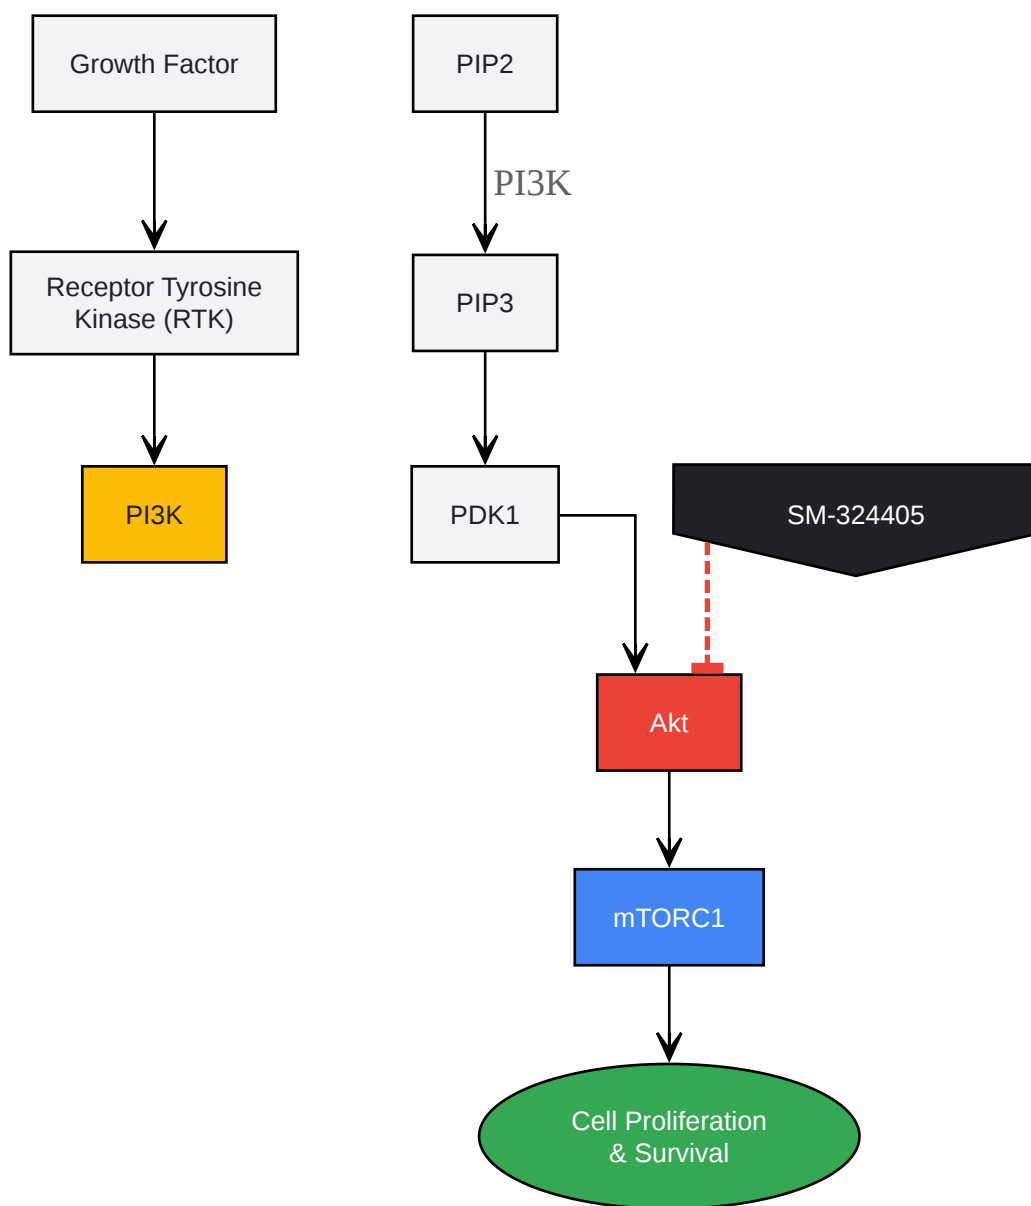 Growth Factor
PIP2
PI3K
Receptor Tyrosine
Kinase (RTK)
PIP3
PI3K
PDK1
SM-324405
Akt
mTORC1
Cell Proliferation
& Survival